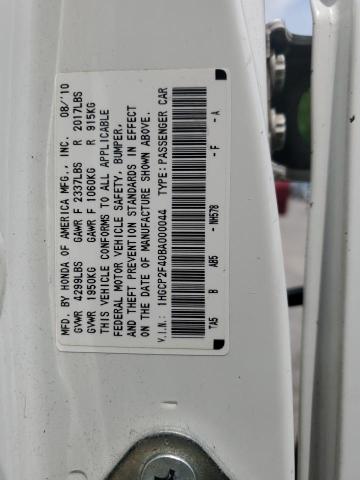 MFD. BY HONDA OF AMERICA MFG., INC. 08/'10
GVWR 4299LBS GAWR F 2337LBS R 2017LBS
GVWR 1950KG GAWR F 1060KG R 915KG
THIS VEHICLE CONFORMS TO ALL APPLICABLE
FEDERAL MOTOR VEHICLE SAFETY, BUMPER,
AND THEFT PREVENTION STANDARDS IN EFFECT
ON THE DATE OF MANUFACTURE SHOWN ABOVE.
V.I.N.: 1HGCP2F40BA000044 TYPE:PASSENGER CAR
TA5 B AB5 - NH578 - F - A